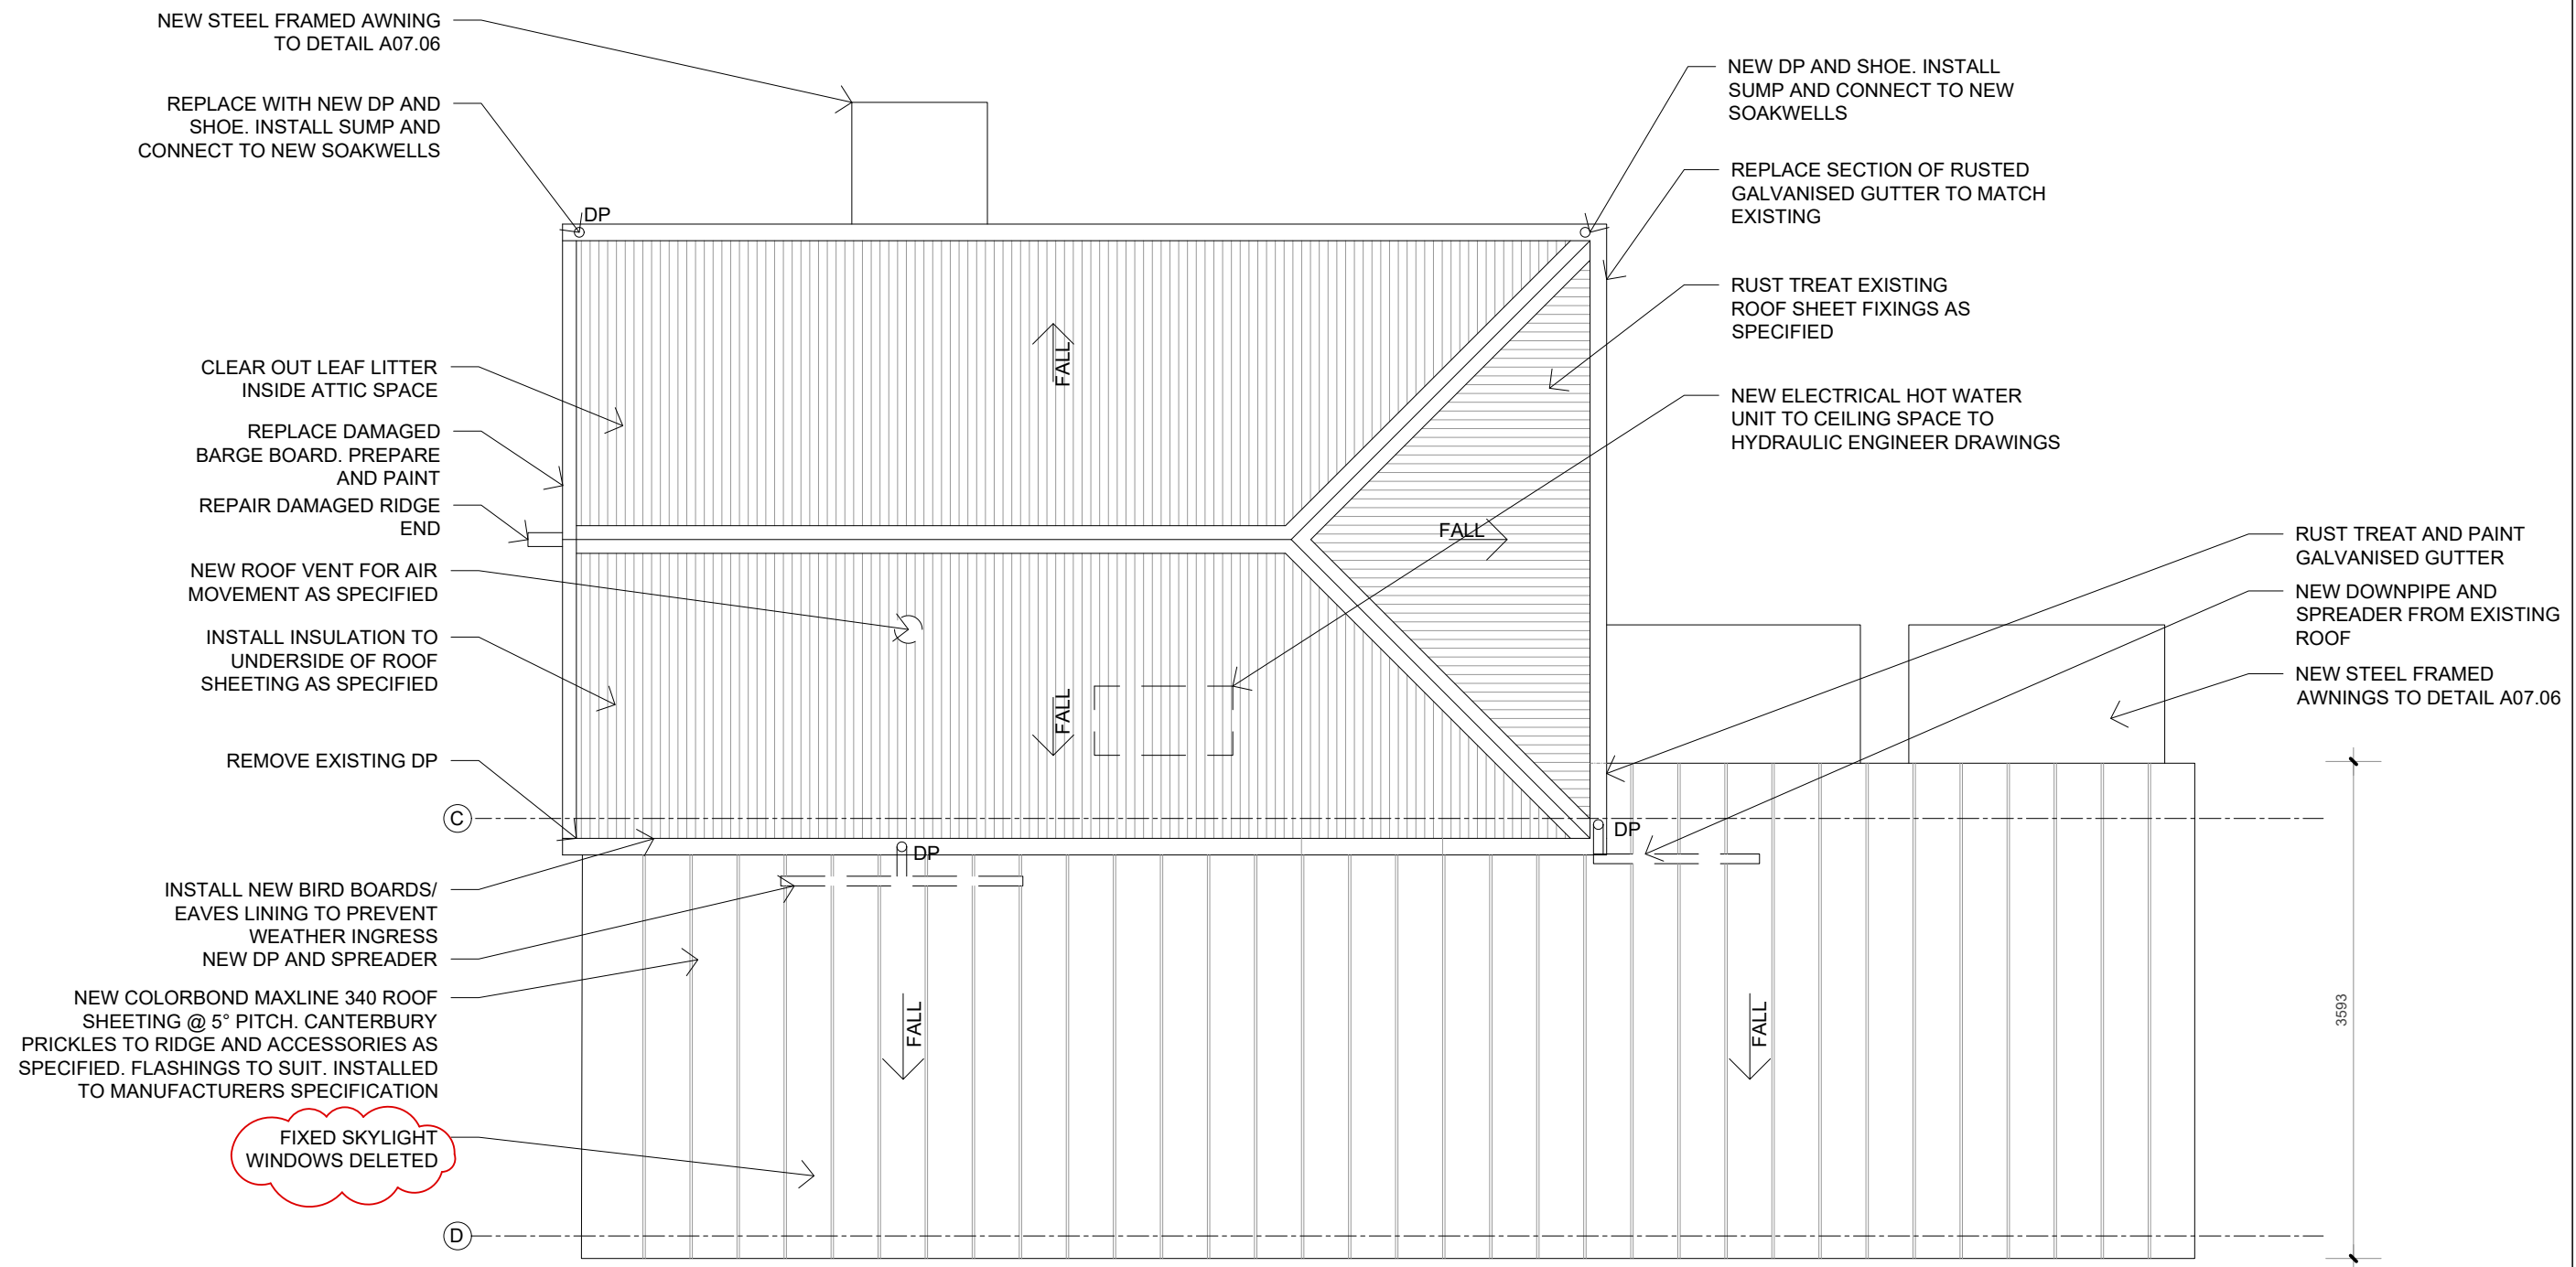 NEW STEEL FRAMED AWNING
TO DETAIL A07.06
REPLACE WITH NEW DP AND
SHOE. INSTALL SUMP AND
CONNECT TO NEW SOAKWELLS
CLEAR OUT LEAF LITTER
INSIDE ATTIC SPACE
REPLACE DAMAGED
BARGE BOARD. PREPARE
AND PAINT
REPAIR DAMAGED RIDGE
END
NEW ROOF VENT FOR AIR
MOVEMENT AS SPECIFIED
INSTALL INSULATION TO
UNDERSIDE OF ROOF
SHEETING AS SPECIFIED
REMOVE EXISTING DP
C
INSTALL NEW BIRD BOARDS/
EAVES LINING TO PREVENT
WEATHER INGRESS
NEW DP AND SPREADER
NEW COLORBOND MAXLINE 340 ROOF
SHEETING @ 5° PITCH. CANTERBURY
PRICKLES TO RIDGE AND ACCESSORIES AS
SPECIFIED. FLASHINGS TO SUIT. INSTALLED
TO MANUFACTURERS SPECIFICATION
FIXED SKYLIGHT
WINDOWS DELETED
D
DP
FALL
FALL
FALL
DP
DP
FALL
FALL
NEW DP AND SHOE. INSTALL
SUMP AND CONNECT TO NEW
SOAKWELLS
REPLACE SECTION OF RUSTED
GALVANISED GUTTER TO MATCH
EXISTING
RUST TREAT EXISTING
ROOF SHEET FIXINGS AS
SPECIFIED
NEW ELECTRICAL HOT WATER
UNIT TO CEILING SPACE TO
HYDRAULIC ENGINEER DRAWINGS
RUST TREAT AND PAINT
GALVANISED GUTTER
NEW DOWNPIPE AND
SPREADER FROM EXISTING
ROOF
NEW STEEL FRAMED
AWNINGS TO DETAIL A07.06
3593